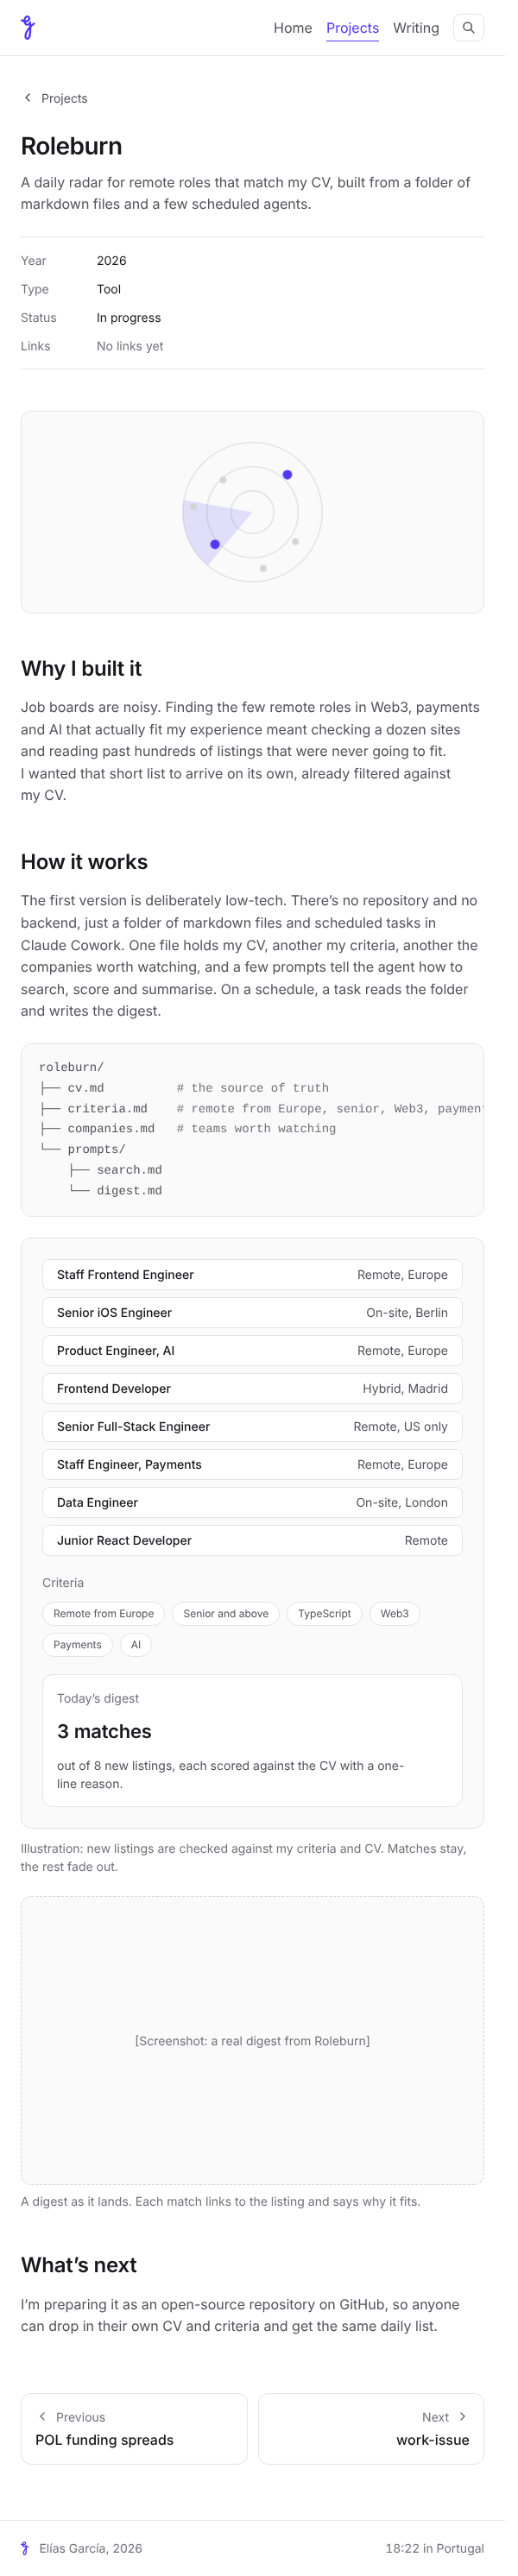 Home Projects Writing
Projects
Roleburn
A daily radar for remote roles that match my CV, built from a folder of
markdown files and a few scheduled agents.
Year 2026
Type Tool
Status In progress
Links No links yet
Why I built it
Job boards are noisy. Finding the few remote roles in Web3, payments
and AI that actually fit my experience meant checking a dozen sites
and reading past hundreds of listings that were never going to fit.
I wanted that short list to arrive on its own, already filtered against
my CV.
How it works
The first version is deliberately low-tech. There’s no repository and no
backend, just a folder of markdown files and scheduled tasks in
Claude Cowork. One file holds my CV, another my criteria, another the
companies worth watching, and a few prompts tell the agent how to
search, score and summarise. On a schedule, a task reads the folder
and writes the digest.
roleburn/
├── cv.md # the source of truth
├── criteria.md # remote from Europe, senior, Web3, paymen
├── companies.md # teams worth watching
└── prompts/
├── search.md
└── digest.md
Staff Frontend Engineer Remote, Europe
Senior iOS Engineer On-site, Berlin
Product Engineer, AI Remote, Europe
Frontend Developer Hybrid, Madrid
Senior Full-Stack Engineer Remote, US only
Staff Engineer, Payments Remote, Europe
Data Engineer On-site, London
Junior React Developer Remote
Criteria
Remote from Europe Senior and above TypeScript Web3
Payments AI
Today’s digest
3 matches
out of 8 new listings, each scored against the CV with a one-
line reason.
Illustration: new listings are checked against my criteria and CV. Matches stay,
the rest fade out.
[Screenshot: a real digest from Roleburn]
A digest as it lands. Each match links to the listing and says why it fits.
What’s next
I’m preparing it as an open-source repository on GitHub, so anyone
can drop in their own CV and criteria and get the same daily list.
Previous Next
POL funding spreads work-issue
Elías García, 2026 18:22 in Portugal